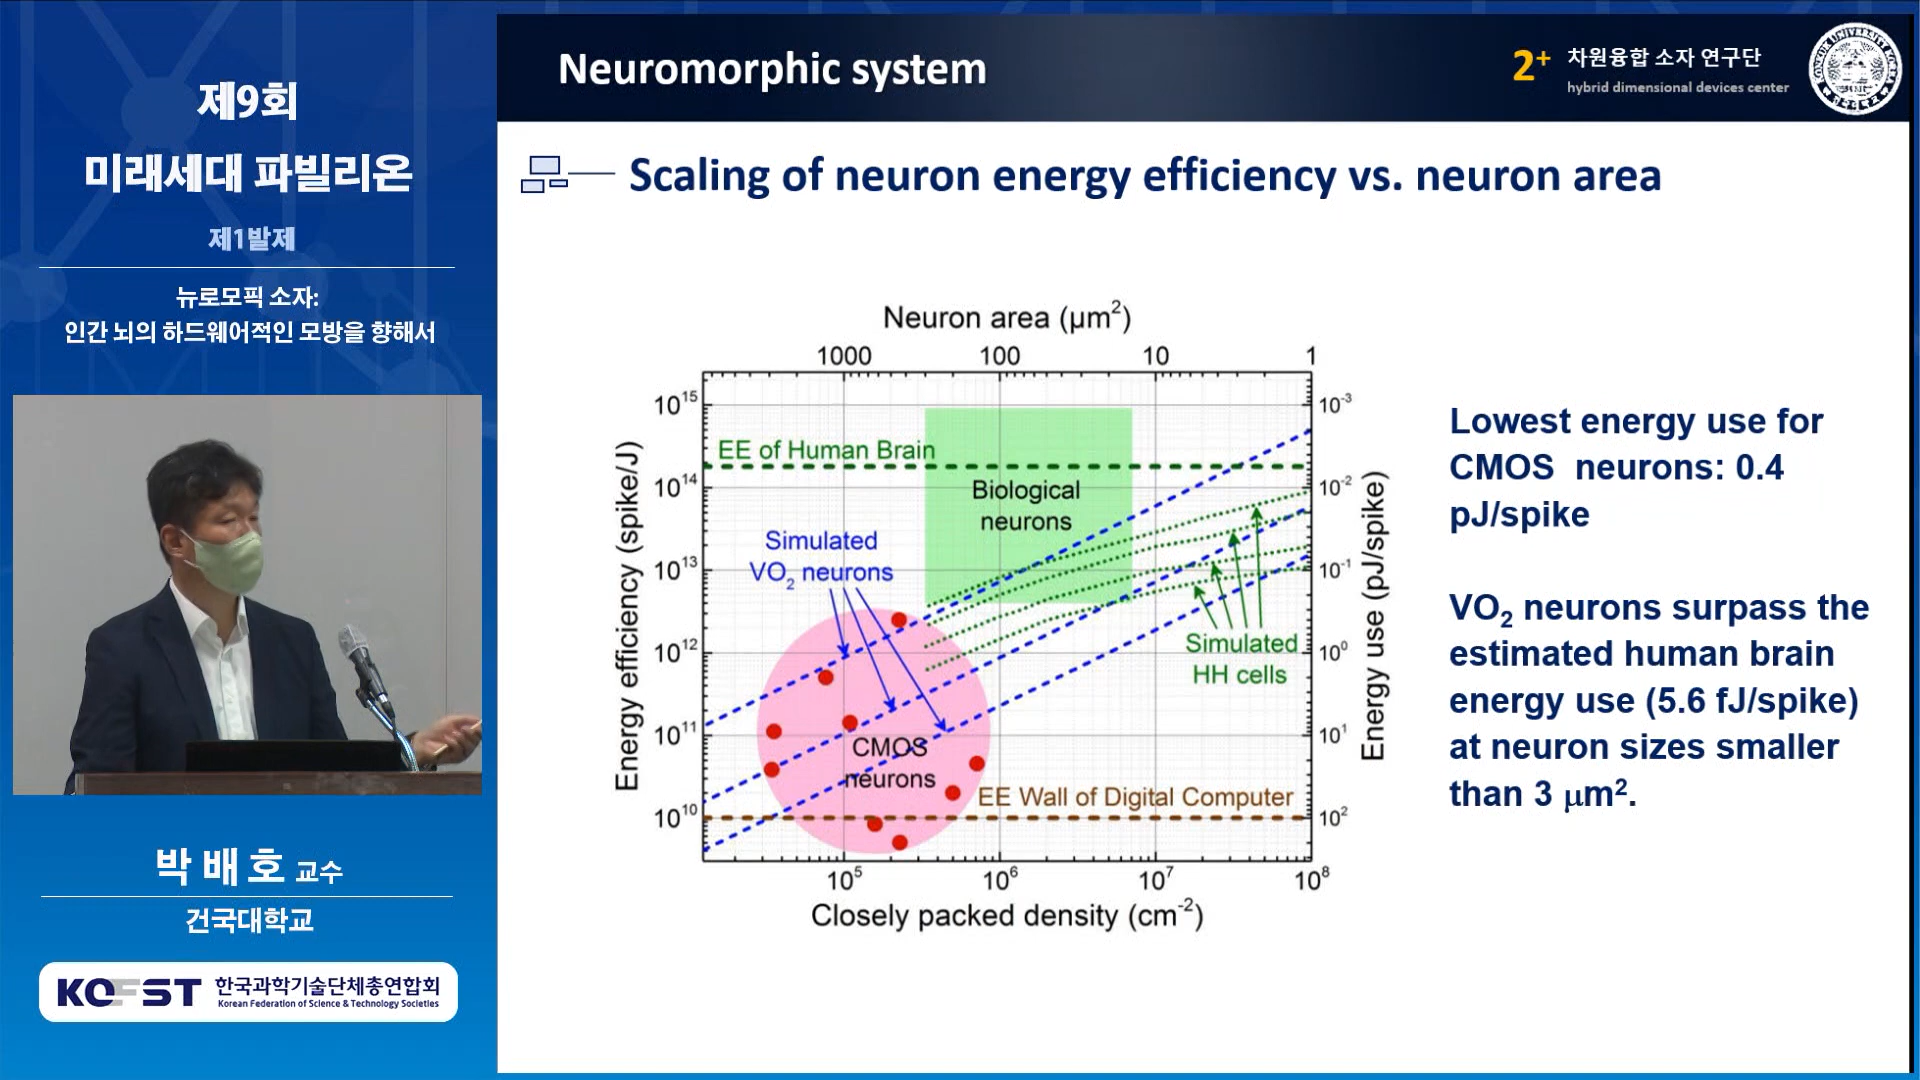 제9회
미래세대 파빌리온
제1발제
뉴로모픽 소자:
인간 뇌의 하드웨어적인 모방을 향해서
박배호 교수
건국대학교
KOFST 한국과학기술단체총연합회
Korean Federation of Science & Technology Societies
Neuromorphic system
2+ 차원융합 소자 연구단
hybrid dimensional devices center
Scaling of neuron energy efficiency vs. neuron area
Neuron area (µm²)
1000 100 10 1
Energy efficiency (spike/J)
10¹⁵
10¹⁴
10¹³
10¹²
10¹¹
10¹⁰
EE of Human Brain
Biological
neurons
Simulated
VO₂ neurons
Simulated
HH cells
CMOS
neurons
EE Wall of Digital Computer
10⁻³
10⁻²
10⁻¹
10⁰
10¹
10²
Energy use (pJ/spike)
10⁵ 10⁶ 10⁷ 10⁸
Closely packed density (cm⁻²)
Lowest energy use for
CMOS neurons: 0.4
pJ/spike
VO₂ neurons surpass the
estimated human brain
energy use (5.6 fJ/spike)
at neuron sizes smaller
than 3 µm².